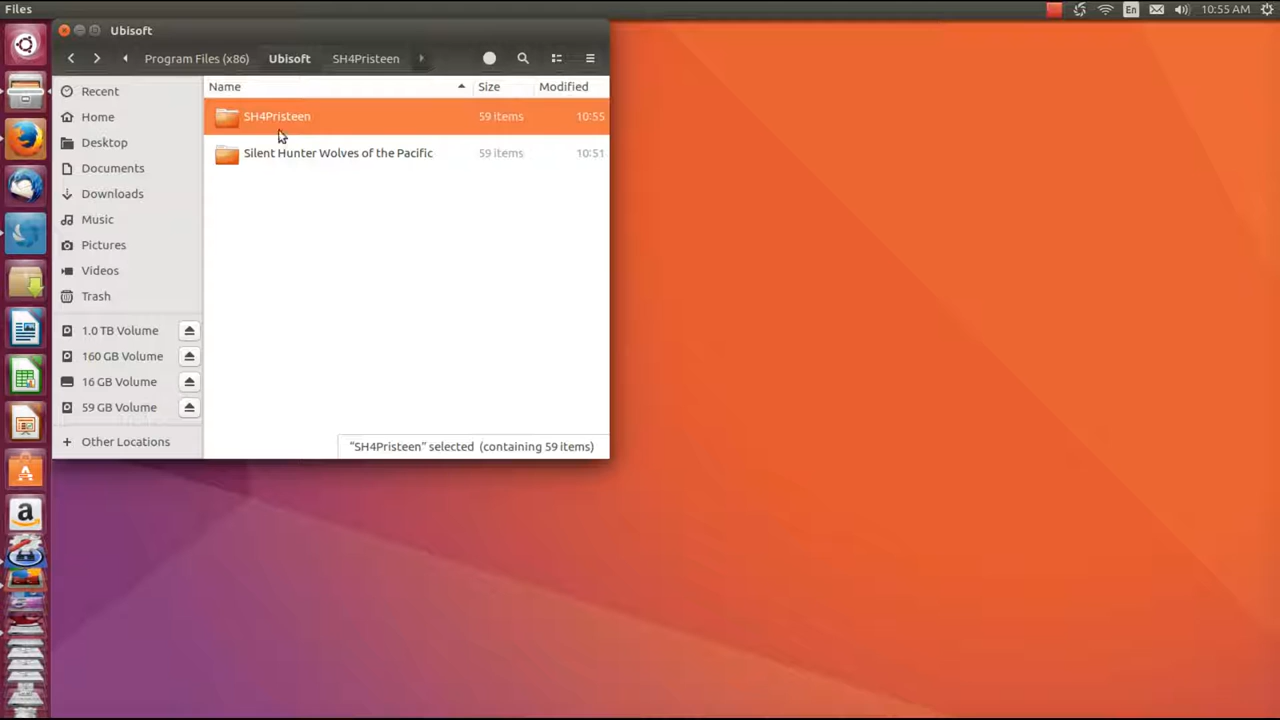 Files
En
10:55 AM
Ubisoft
Program Files (x86)
Ubisoft
SH4Pristeen
Name
Size
Modified
SH4Pristeen
59 items
10:55
Silent Hunter Wolves of the Pacific
59 items
10:51
Recent
Home
Desktop
Documents
Downloads
Music
Pictures
Videos
Trash
1.0 TB Volume
160 GB Volume
16 GB Volume
59 GB Volume
Other Locations
"SH4Pristeen" selected (containing 59 items)